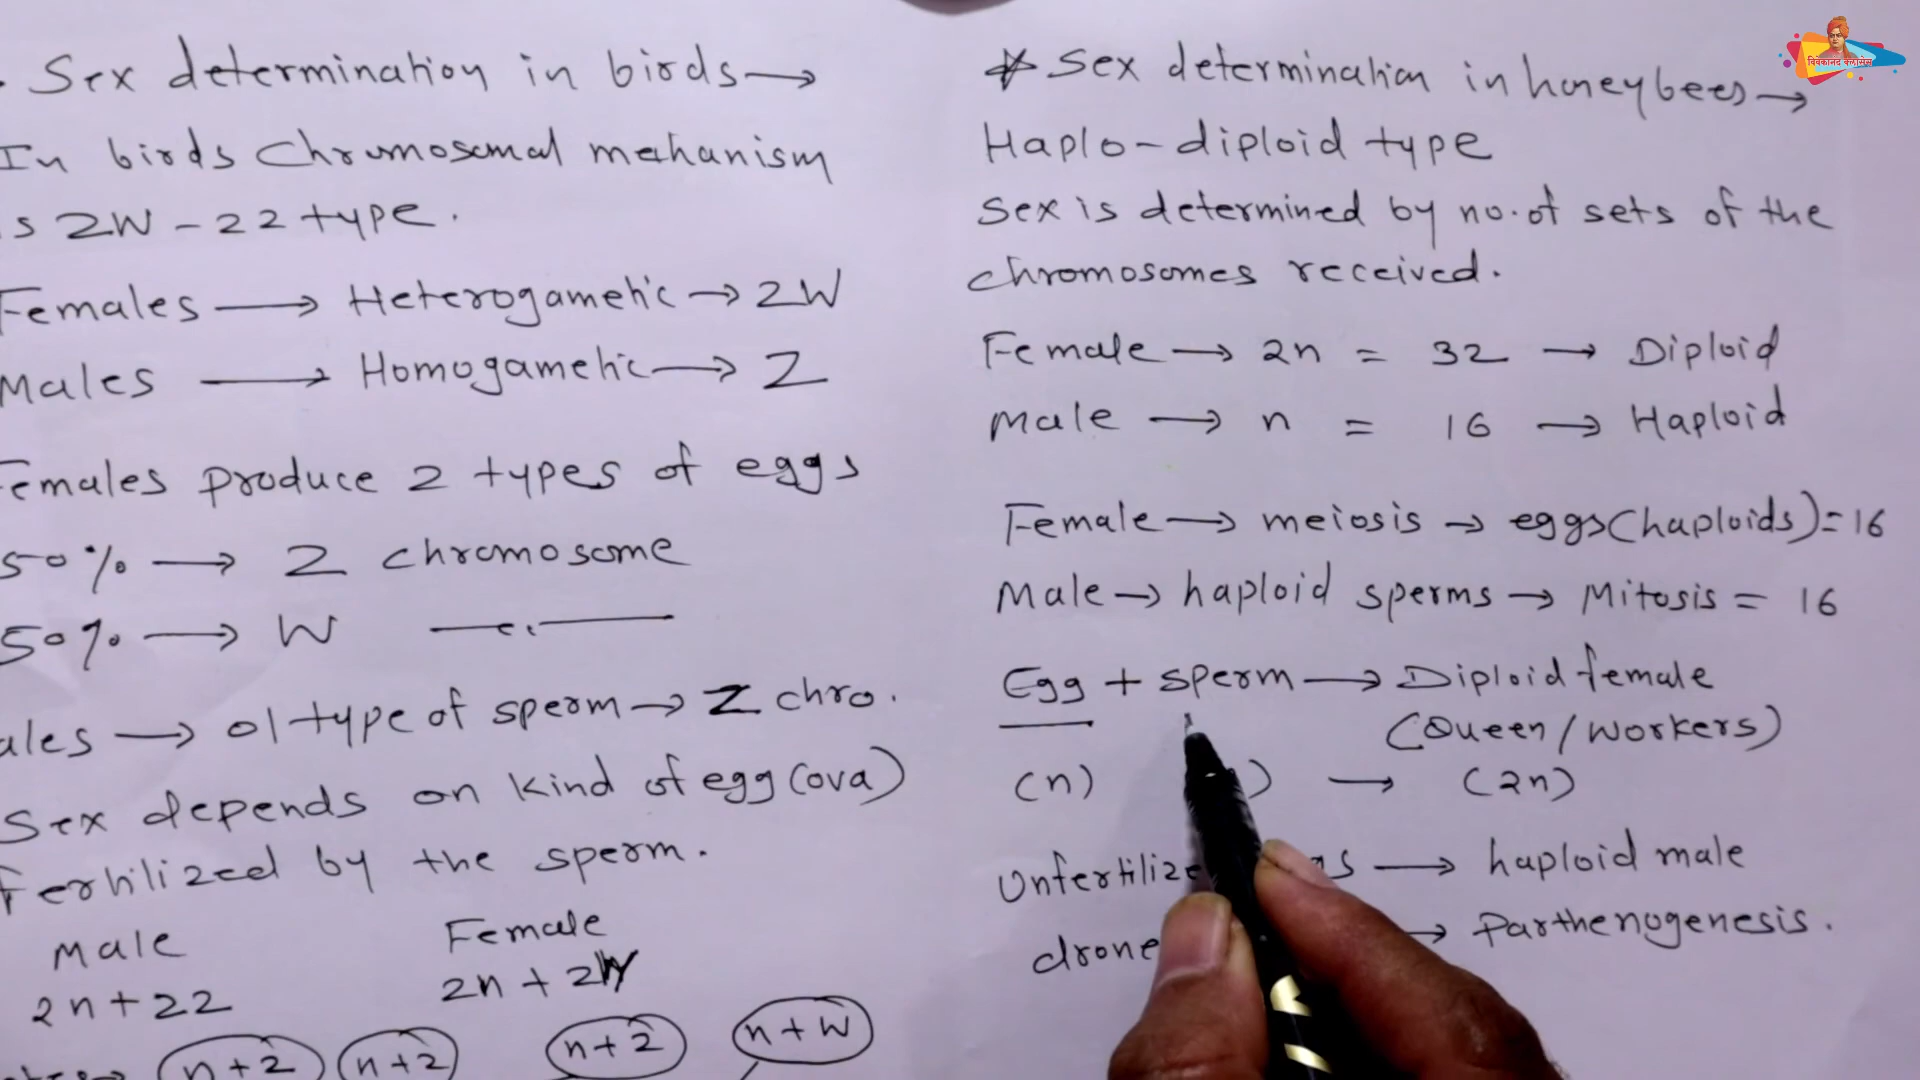 Sex determination in birds →
In birds Chromosomal mehanism
is ZW - ZZ type.
Females → Heterogametic → ZW
Males → Homogametic → Z
Females produce 2 types of eggs
50% → Z chromosome
50% → W —〃—
ales → 01 type of sperm → Z chro.
Sex depends on kind of egg (ova)
fertilized by the sperm.
Male Female
2n + ZZ 2n + ZW
n+Z n+Z n+Z n+W
* Sex determination in honeybees →
Haplo-diploid type
Sex is determined by no. of sets of the
chromosomes received.
Female → 2n = 32 → Diploid
Male → n = 16 → Haploid
Female → meiosis → eggs (haploids) = 16
Male → haploid sperms → Mitosis = 16
Egg + sperm → Diploid female
(Queen/workers)
(n) ) → (2n)
Unfertilize gs → haploid male
drone → Parthenogenesis.
विवेकानंद क्लासेस